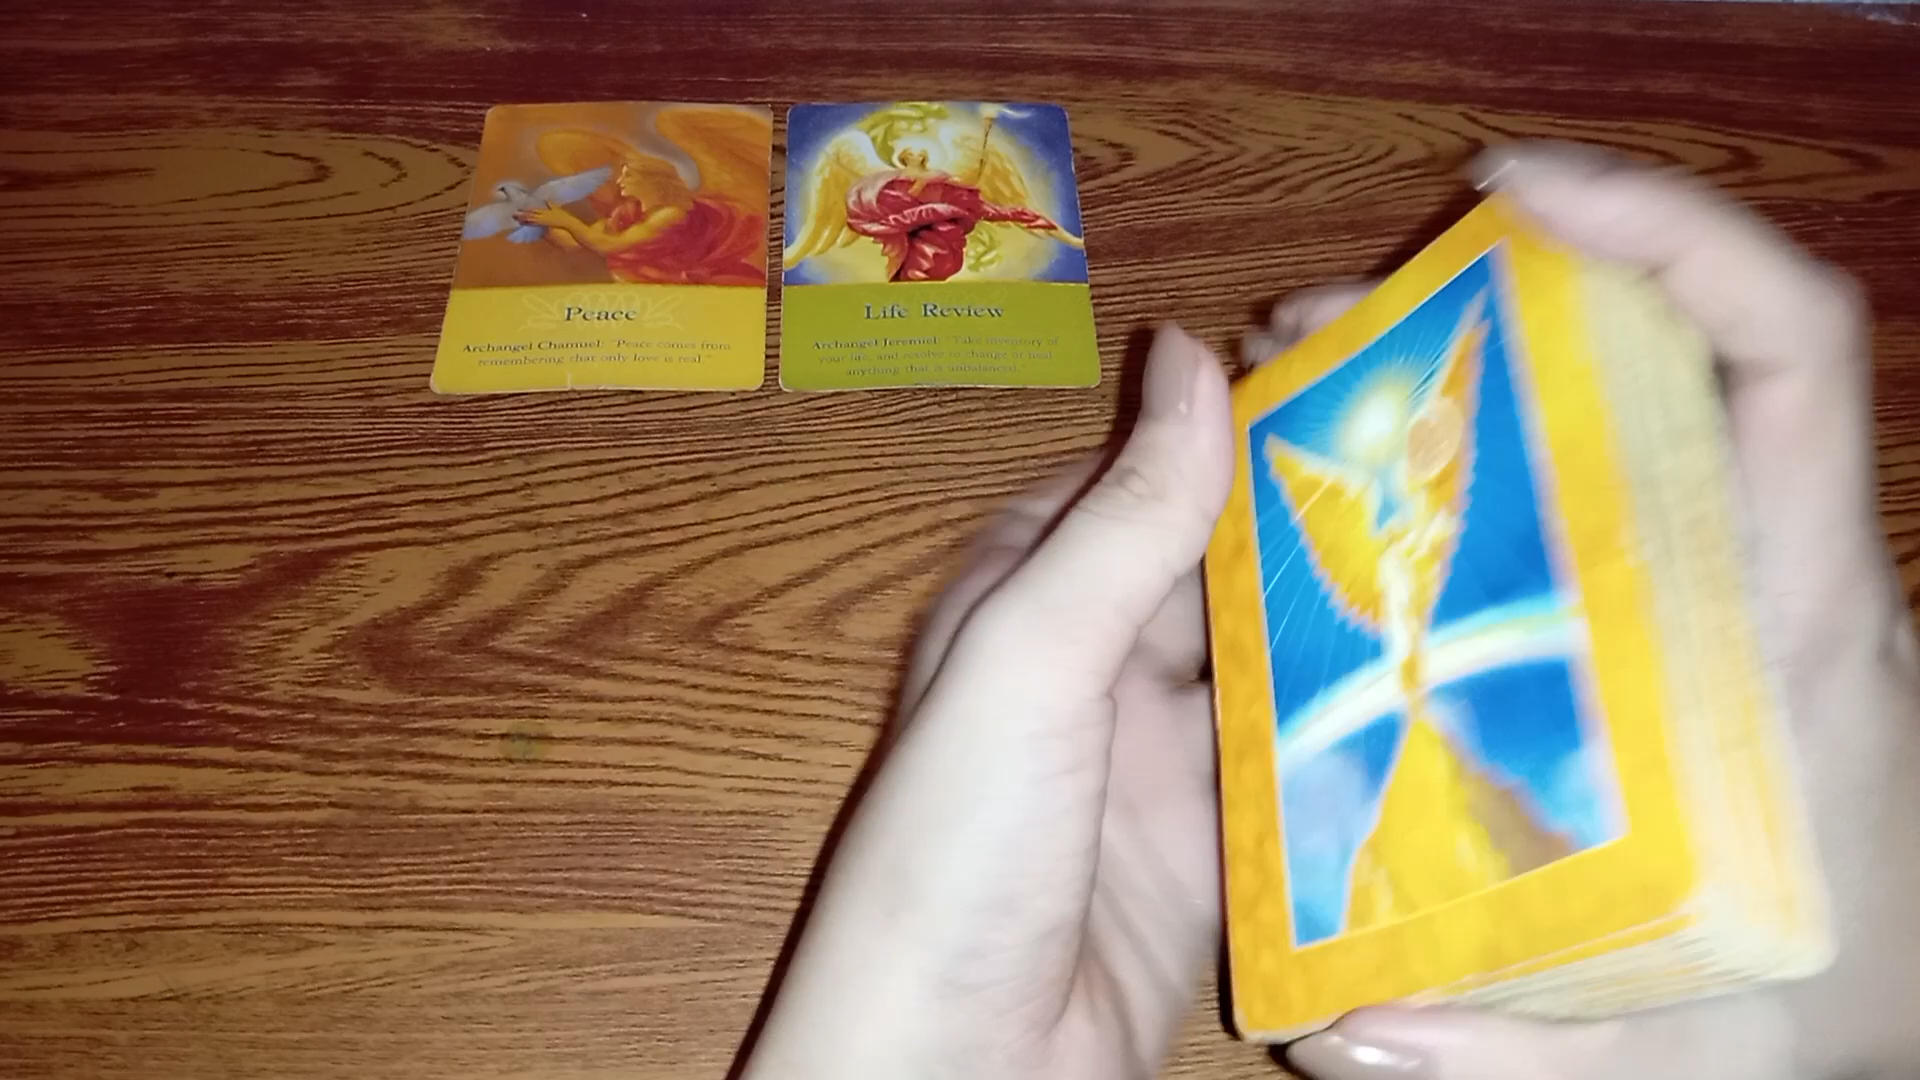 Peace
Archangel Chamuel: "Peace comes from
remembering that only love is real."
Life Review
Archangel Jeremiel: "Take inventory of
your life, and resolve to change or heal
anything that is unbalanced."